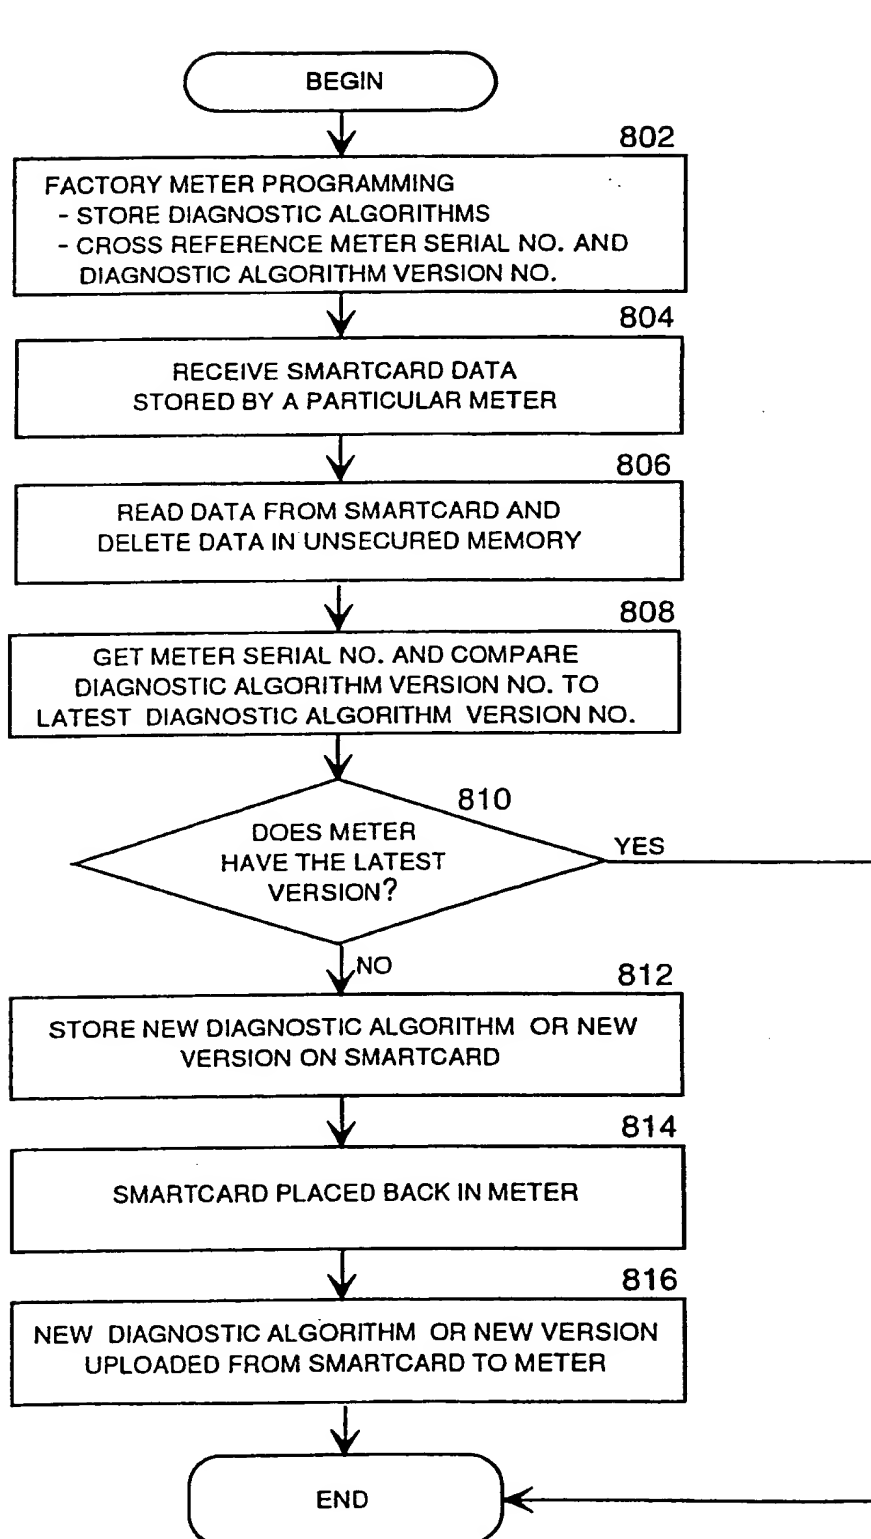 BEGIN
802
FACTORY METER PROGRAMMING
- STORE DIAGNOSTIC ALGORITHMS
- CROSS REFERENCE METER SERIAL NO. AND
DIAGNOSTIC ALGORITHM VERSION NO.
804
RECEIVE SMARTCARD DATA
STORED BY A PARTICULAR METER
806
READ DATA FROM SMARTCARD AND
DELETE DATA IN UNSECURED MEMORY
808
GET METER SERIAL NO. AND COMPARE
DIAGNOSTIC ALGORITHM VERSION NO. TO
LATEST DIAGNOSTIC ALGORITHM VERSION NO.
810
DOES METER
HAVE THE LATEST
VERSION?
YES
NO
812
STORE NEW DIAGNOSTIC ALGORITHM OR NEW
VERSION ON SMARTCARD
814
SMARTCARD PLACED BACK IN METER
816
NEW DIAGNOSTIC ALGORITHM OR NEW VERSION
UPLOADED FROM SMARTCARD TO METER
END